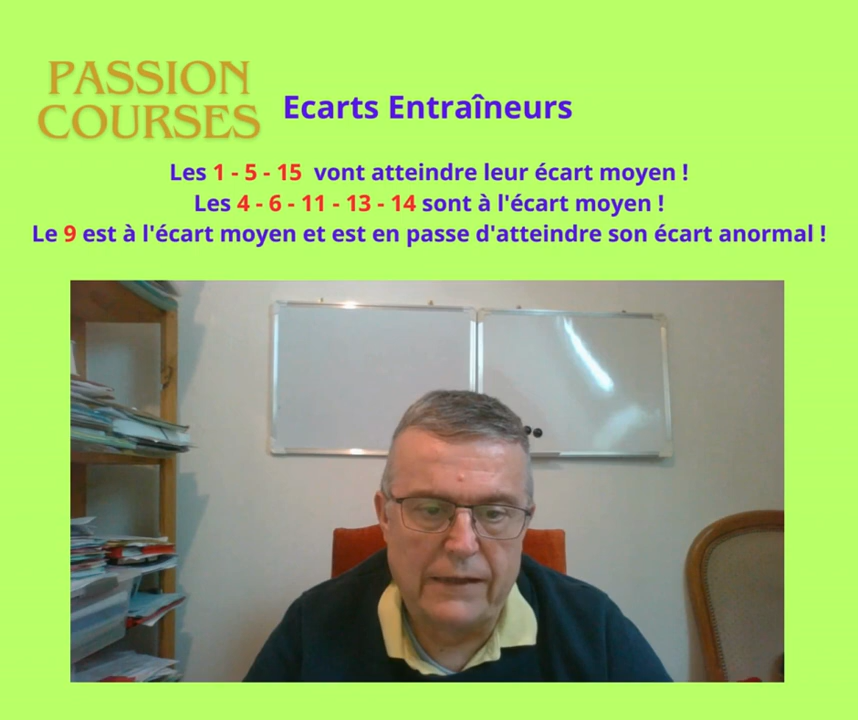 PASSION
COURSES
Ecarts Entraîneurs
Les 1 - 5 - 15 vont atteindre leur écart moyen !
Les 4 - 6 - 11 - 13 - 14 sont à l'écart moyen !
Le 9 est à l'écart moyen et est en passe d'atteindre son écart anormal !